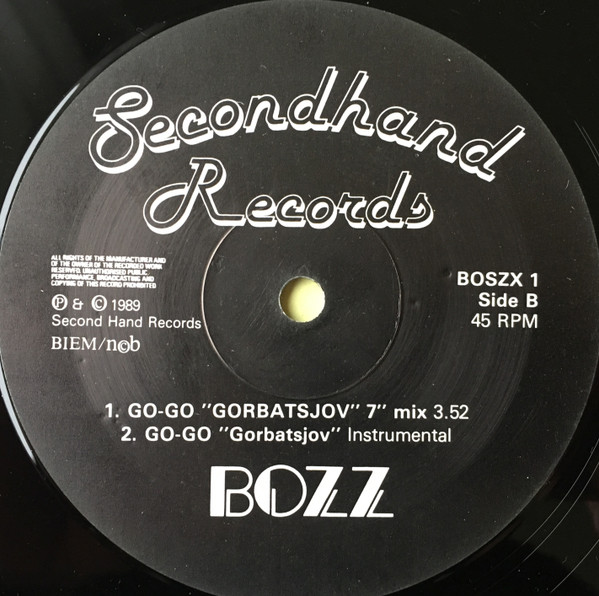 Secondhand
Records
ALL RIGHTS OF THE MANUFACTURER AND
OF THE OWNER OF THE RECORDED WORK
RESERVED. UNAUTHORISED PUBLIC
PERFORMANCE, BROADCASTING AND
COPYING OF THIS RECORD PROHIBITED
℗ & © 1989
Second Hand Records
BIEM/ncb
BOSZX 1
Side B
45 RPM
1. GO-GO "GORBATSJOV" 7" mix 3.52
2. GO-GO "Gorbatsjov" Instrumental
BOZZ